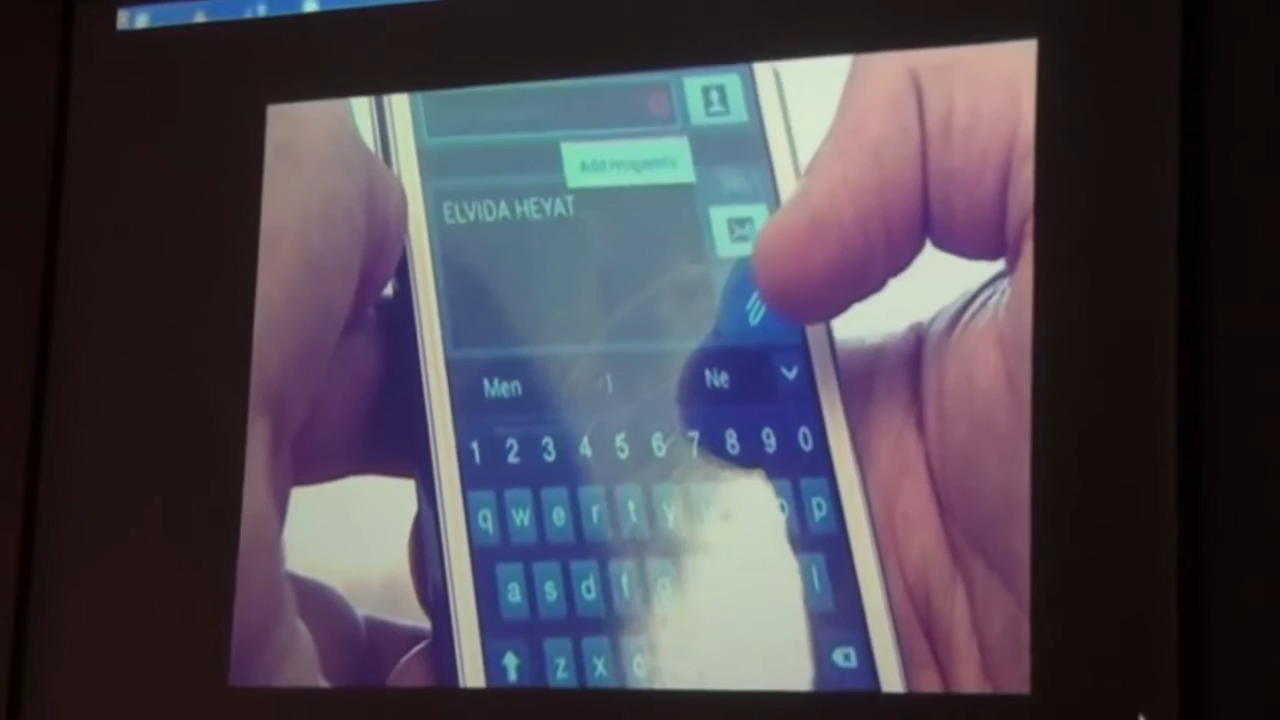 Add recipients
ELVIDA HEYAT
Men I Ne
1 2 3 4 5 6 7 8 9 0
q w e r t y p
a s d f g l
z x c